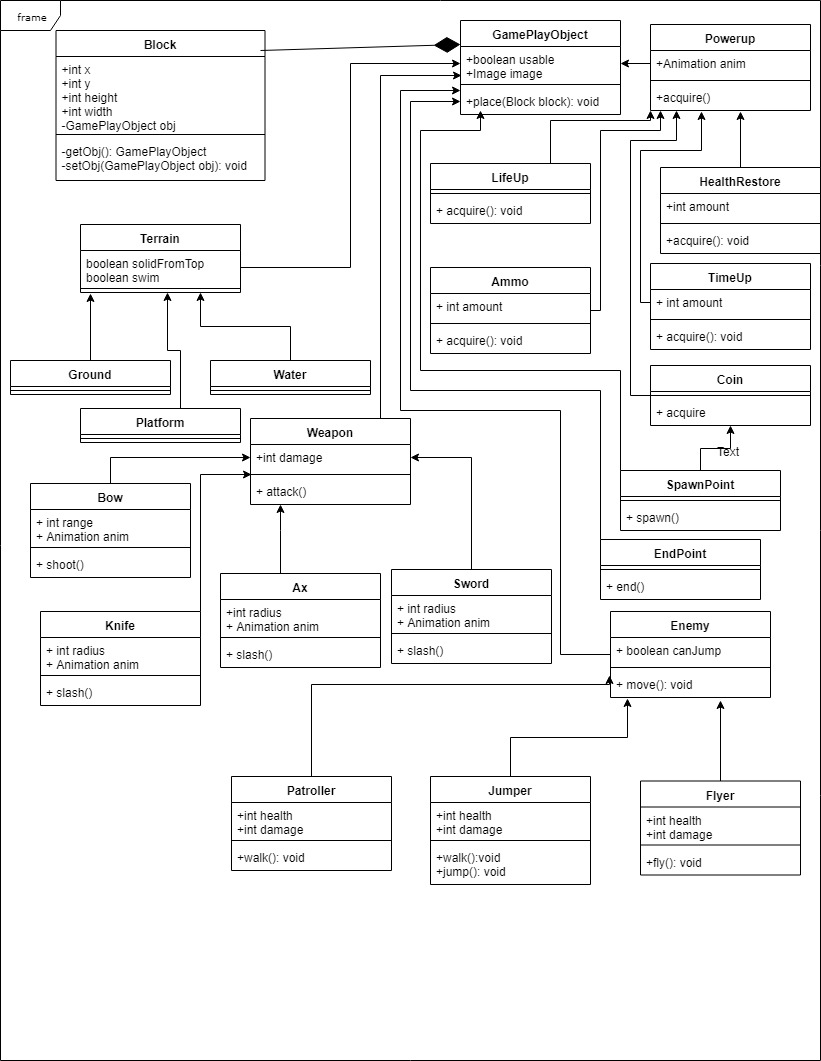 frame
Block
+int x
+int y
+int height
+int width
-GamePlayObject obj
-getObj(): GamePlayObject
-setObj(GamePlayObject obj): void
GamePlayObject
+boolean usable
+Image image
+place(Block block): void
Powerup
+Animation anim
+acquire()
LifeUp
+ acquire(): void
HealthRestore
+int amount
+acquire(): void
Terrain
boolean solidFromTop
boolean swim
Ammo
+ int amount
+ acquire(): void
TimeUp
+ int amount
+ acquire(): void
Ground
Water
Coin
+ acquire
Platform
Weapon
+int damage
+ attack()
Text
Bow
+ int range
+ Animation anim
+ shoot()
SpawnPoint
+ spawn()
EndPoint
+ end()
Ax
+int radius
+ Animation anim
+ slash()
Sword
+ int radius
+ Animation anim
+ slash()
Knife
+ int radius
+ Animation anim
+ slash()
Enemy
+ boolean canJump
+ move(): void
Patroller
+int health
+int damage
+walk(): void
Jumper
+int health
+int damage
+walk():void
+jump(): void
Flyer
+int health
+int damage
+fly(): void